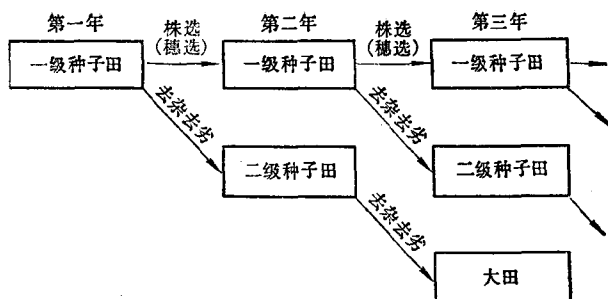 第一年
株选
(穗选)
第二年
株选
(穗选)
第三年
一级种子田
一级种子田
一级种子田
去杂去劣
去杂去劣
二级种子田
二级种子田
去杂去劣
大田